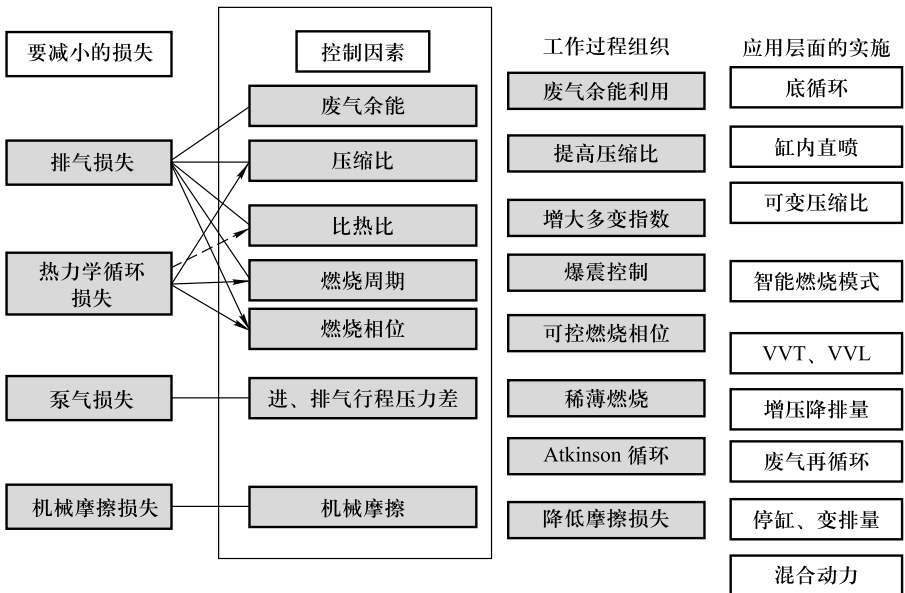 要减小的损失
排气损失
热力学循环
损失
泵气损失
机械摩擦损失
控制因素
废气余能
压缩比
比热比
燃烧周期
燃烧相位
进、排气行程压力差
机械摩擦
工作过程组织
废气余能利用
提高压缩比
增大多变指数
爆震控制
可控燃烧相位
稀薄燃烧
Atkinson 循环
降低摩擦损失
应用层面的实施
底循环
缸内直喷
可变压缩比
智能燃烧模式
VVT、VVL
增压降排量
废气再循环
停缸、变排量
混合动力